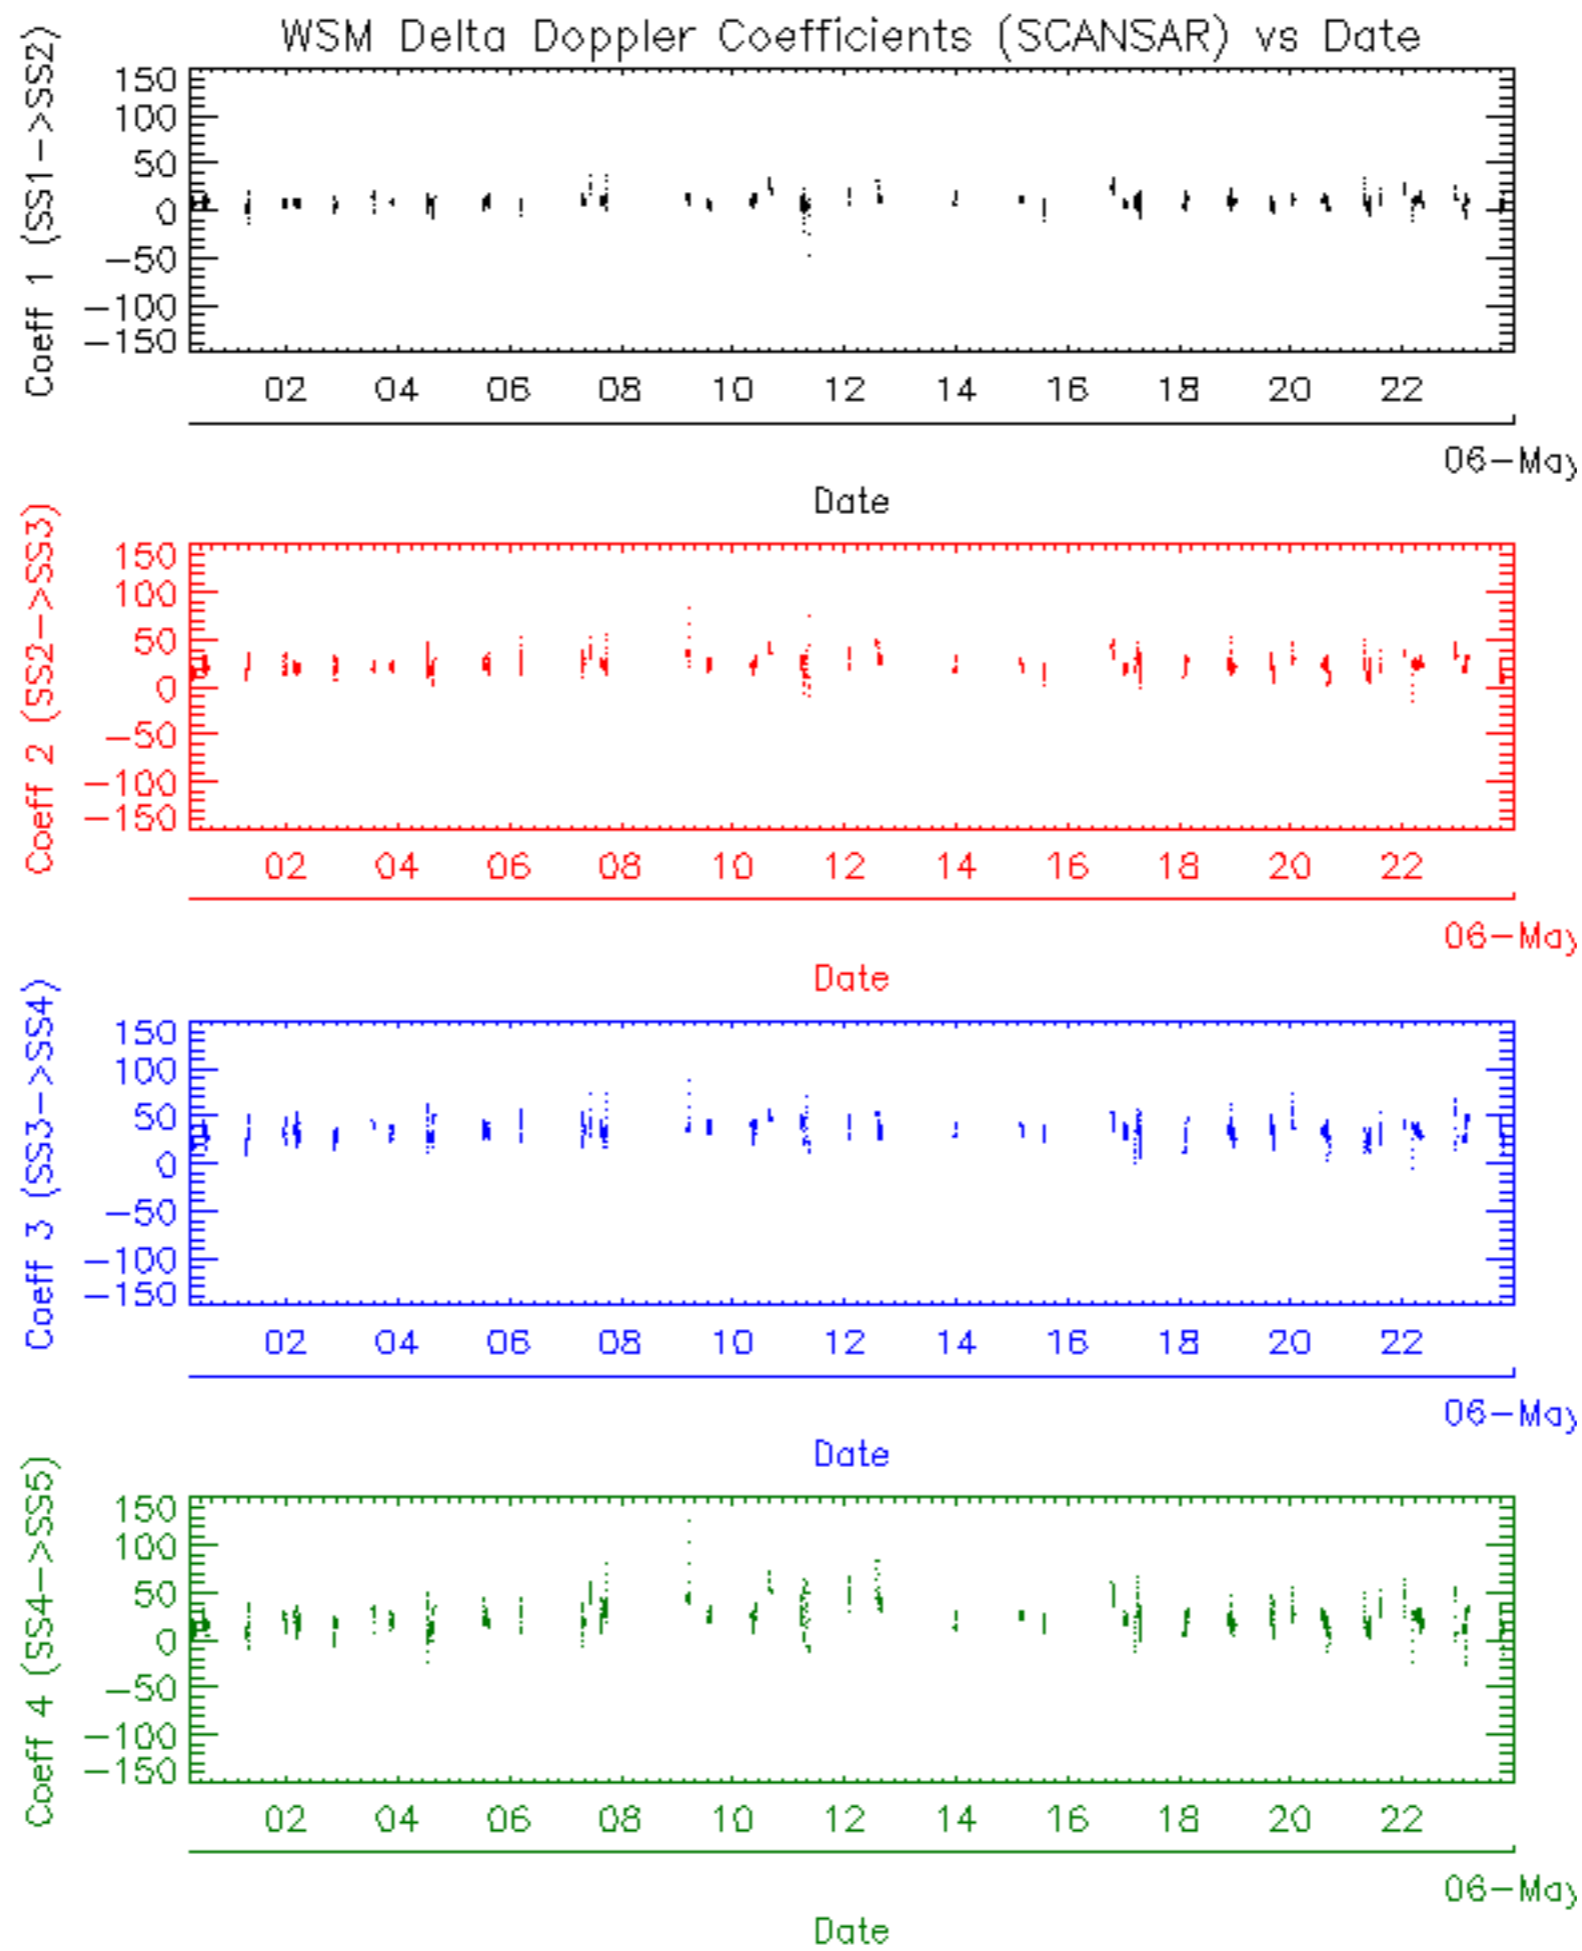 WSM Delta Doppler Coefficients (SCANSAR) vs Date
Coeff 1 (SS1->SS2)
150
100
50
0
-50
-100
-150
02 04 06 08 10 12 14 16 18 20 22
06-May
Date
Coeff 2 (SS2->SS3)
150
100
50
0
-50
-100
-150
02 04 06 08 10 12 14 16 18 20 22
06-May
Date
Coeff 3 (SS3->SS4)
150
100
50
0
-50
-100
-150
02 04 06 08 10 12 14 16 18 20 22
06-May
Date
Coeff 4 (SS4->SS5)
150
100
50
0
-50
-100
-150
02 04 06 08 10 12 14 16 18 20 22
06-May
Date